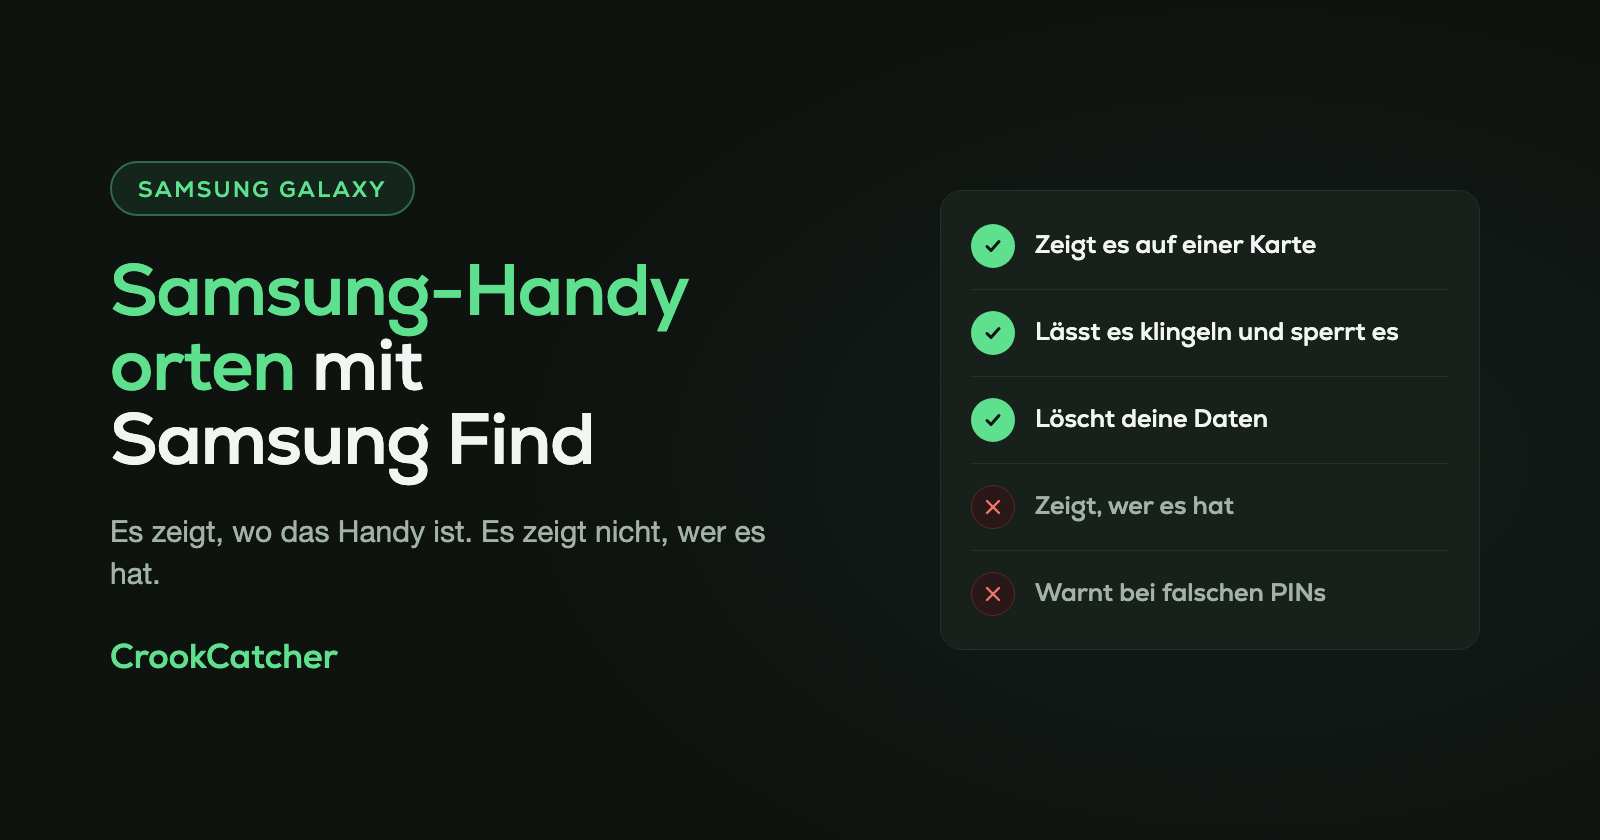 SAMSUNG GALAXY
Samsung-Handy
orten mit
Samsung Find
Es zeigt, wo das Handy ist. Es zeigt nicht, wer es
hat.
CrookCatcher
Zeigt es auf einer Karte
Lässt es klingeln und sperrt es
Löscht deine Daten
Zeigt, wer es hat
Warnt bei falschen PINs